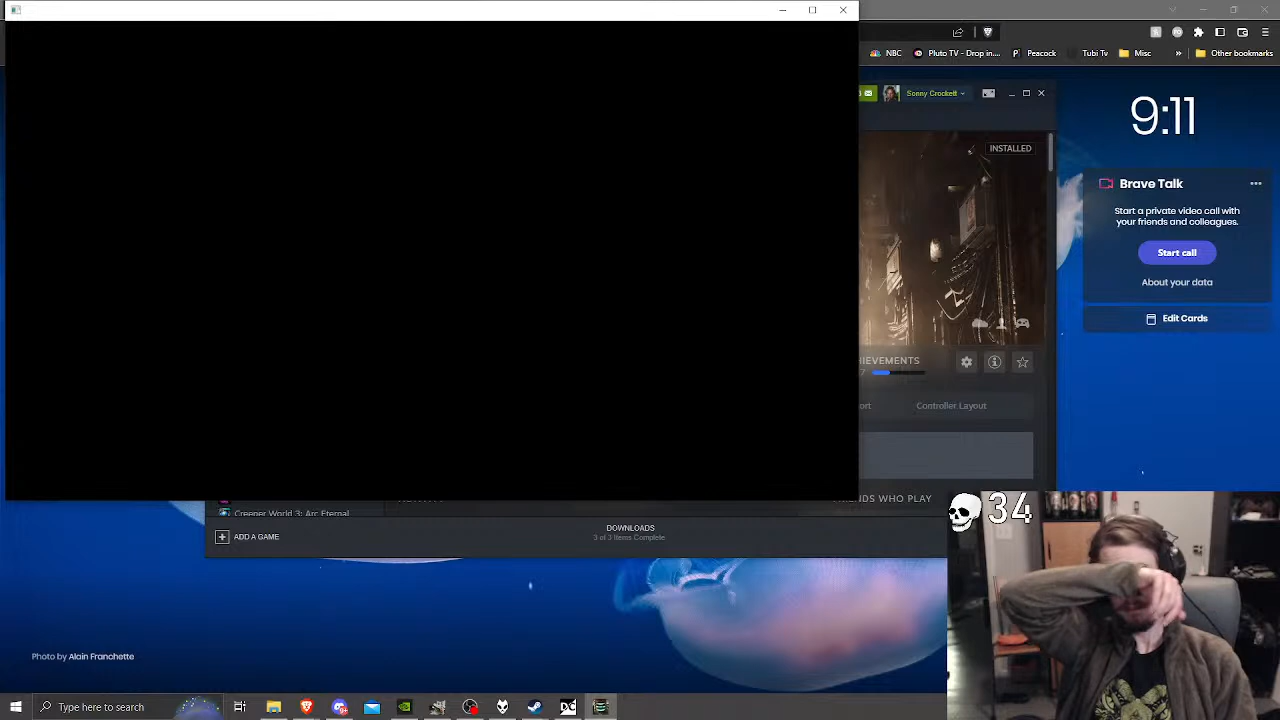 NBC
Pluto TV - Drop in....
Peacock
Tubi Tv
Misc
»
Other bookmarks
Sonny Crockett
9:11
INSTALLED
Brave Talk
Start a private video call with
your friends and colleagues.
Start call
About your data
Edit Cards
HIEVEMENTS
ort
Controller Layout
ENDS WHO PLAY
Creeper World 3: Arc Eternal
ADD A GAME
DOWNLOADS
3 of 3 Items Complete
34
Photo by Alain Franchette
Type here to search